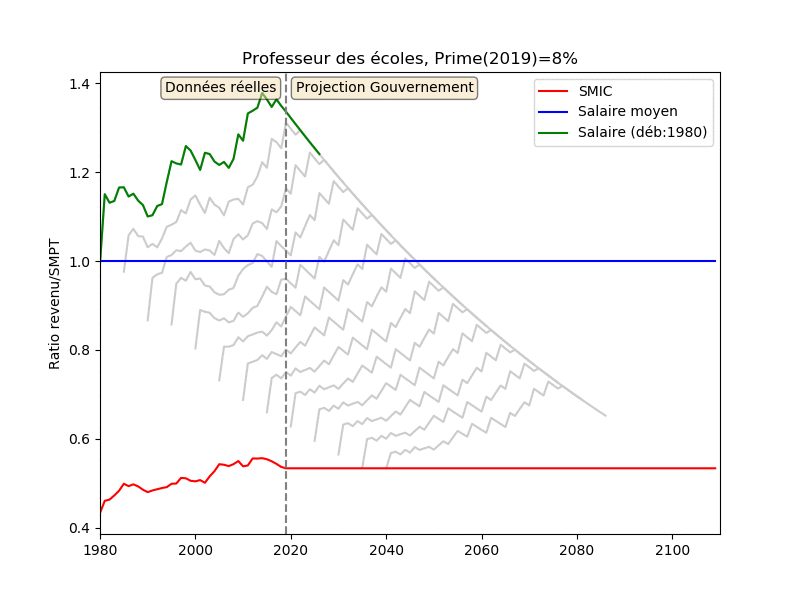 Professeur des écoles, Prime(2019)=8%
Données réelles
Projection Gouvernement
SMIC
Salaire moyen
Salaire (déb:1980)
Ratio revenu/SMPT
1.4
1.2
1.0
0.8
0.6
0.4
1980
2000
2020
2040
2060
2080
2100